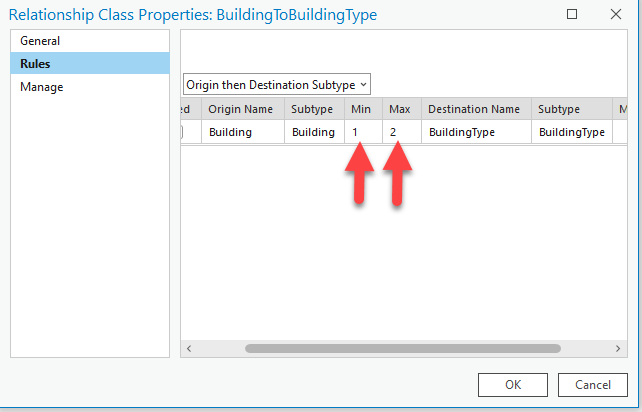 Relationship Class Properties: BuildingToBuildingType
General
Rules
Manage
Origin then Destination Subtype
ed Origin Name Subtype Min Max Destination Name Subtype M
Building Building 1 2 BuildingType BuildingType
OK Cancel